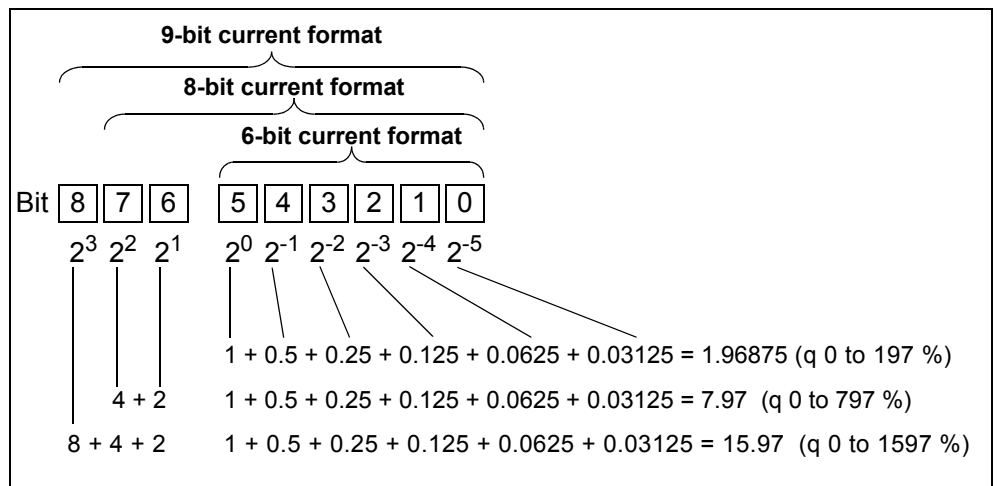 9-bit current format
8-bit current format
6-bit current format
Bit 8 7 6 5 4 3 2 1 0
2^3 2^2 2^1 2^0 2^-1 2^-2 2^-3 2^-4 2^-5
1 + 0.5 + 0.25 + 0.125 + 0.0625 + 0.03125 = 1.96875 (q 0 to 197 %)
4 + 2 1 + 0.5 + 0.25 + 0.125 + 0.0625 + 0.03125 = 7.97 (q 0 to 797 %)
8 + 4 + 2 1 + 0.5 + 0.25 + 0.125 + 0.0625 + 0.03125 = 15.97 (q 0 to 1597 %)